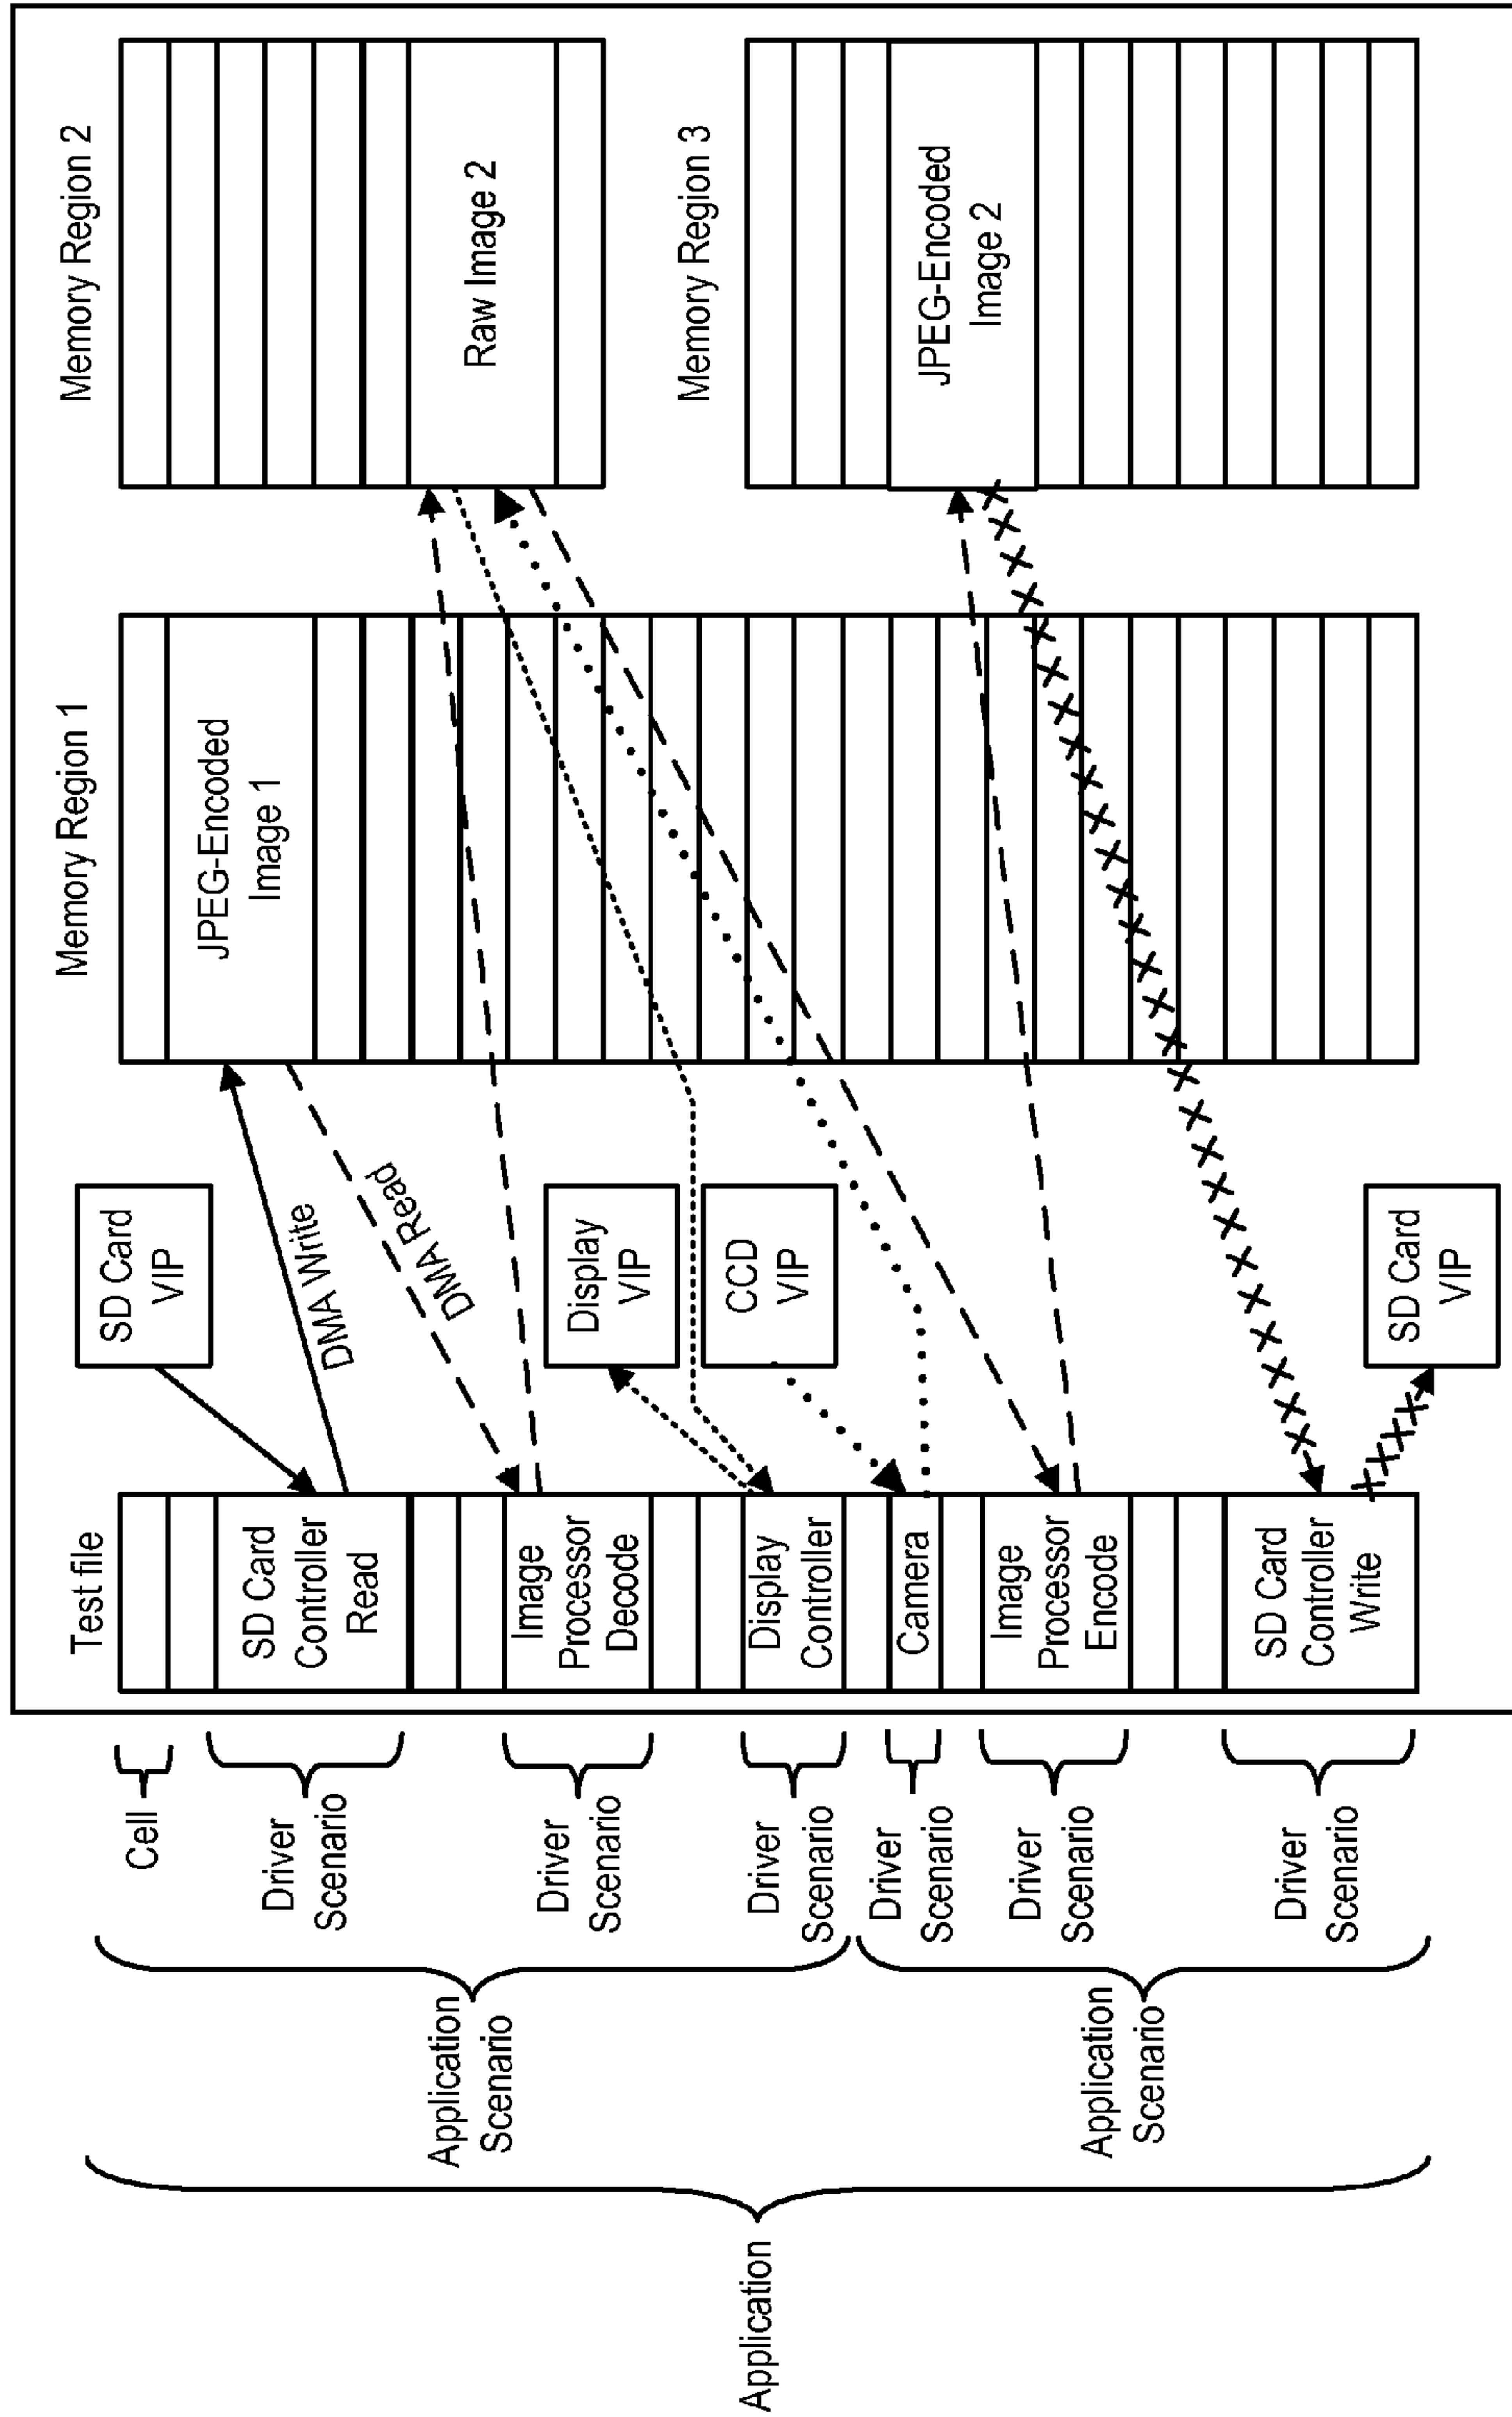 Application
Application
Scenario
Application
Scenario
Cell
Driver
Scenario
Driver
Scenario
Driver
Scenario
Driver
Scenario
Driver
Scenario
Driver
Scenario
Test file
SD Card
Controller
Read
Image
Processor
Decode
Display
Controller
Camera
Image
Processor
Encode
SD Card
Controller
Write
SD Card
VIP
DMA Write
DMA Read
Display
VIP
CCD
VIP
SD Card
VIP
Memory Region 1
JPEG-Encoded
Image 1
Memory Region 2
Raw Image 2
Memory Region 3
JPEG-Encoded
Image 2